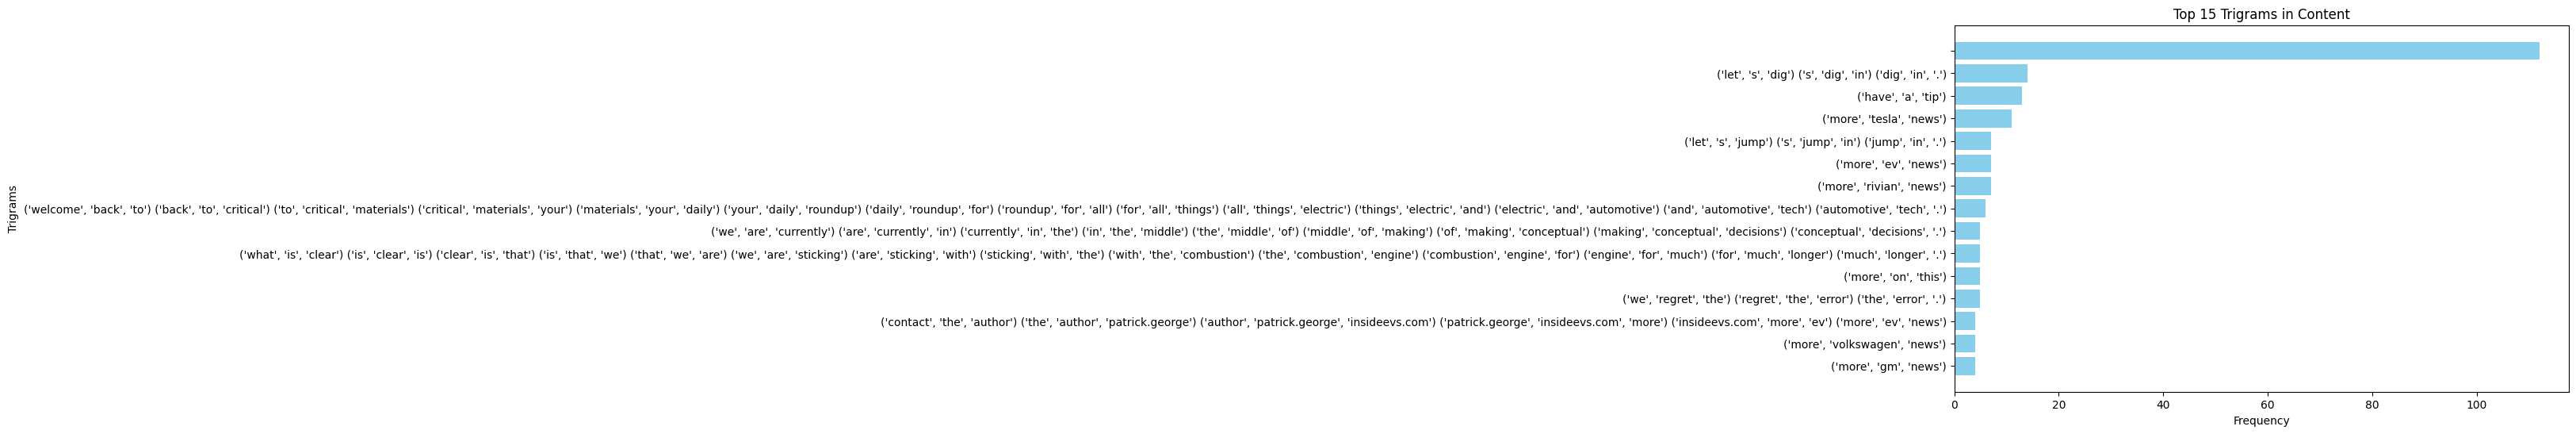 Top 15 Trigrams in Content
Trigrams
('let', 's', 'dig') ('s', 'dig', 'in') ('dig', 'in', '.')
('have', 'a', 'tip')
('more', 'tesla', 'news')
('let', 's', 'jump') ('s', 'jump', 'in') ('jump', 'in', '.')
('more', 'ev', 'news')
('more', 'rivian', 'news')
('welcome', 'back', 'to') ('back', 'to', 'critical') ('to', 'critical', 'materials') ('critical', 'materials', 'your') ('materials', 'your', 'daily') ('your', 'daily', 'roundup') ('daily', 'roundup', 'for') ('roundup', 'for', 'all') ('for', 'all', 'things') ('all', 'things', 'electric') ('things', 'electric', 'and') ('electric', 'and', 'automotive') ('and', 'automotive', 'tech') ('automotive', 'tech', '.')
('we', 'are', 'currently') ('are', 'currently', 'in') ('currently', 'in', 'the') ('in', 'the', 'middle') ('the', 'middle', 'of') ('middle', 'of', 'making') ('of', 'making', 'conceptual') ('making', 'conceptual', 'decisions') ('conceptual', 'decisions', '.')
('what', 'is', 'clear') ('is', 'clear', 'is') ('clear', 'is', 'that') ('is', 'that', 'we') ('that', 'we', 'are') ('we', 'are', 'sticking') ('are', 'sticking', 'with') ('sticking', 'with', 'the') ('with', 'the', 'combustion') ('the', 'combustion', 'engine') ('combustion', 'engine', 'for') ('engine', 'for', 'much') ('for', 'much', 'longer') ('much', 'longer', '.')
('more', 'on', 'this')
('we', 'regret', 'the') ('regret', 'the', 'error') ('the', 'error', '.')
('contact', 'the', 'author') ('the', 'author', 'patrick.george') ('author', 'patrick.george', 'insideevs.com') ('patrick.george', 'insideevs.com', 'more') ('insideevs.com', 'more', 'ev') ('more', 'ev', 'news')
('more', 'volkswagen', 'news')
('more', 'gm', 'news')
0 20 40 60 80 100
Frequency